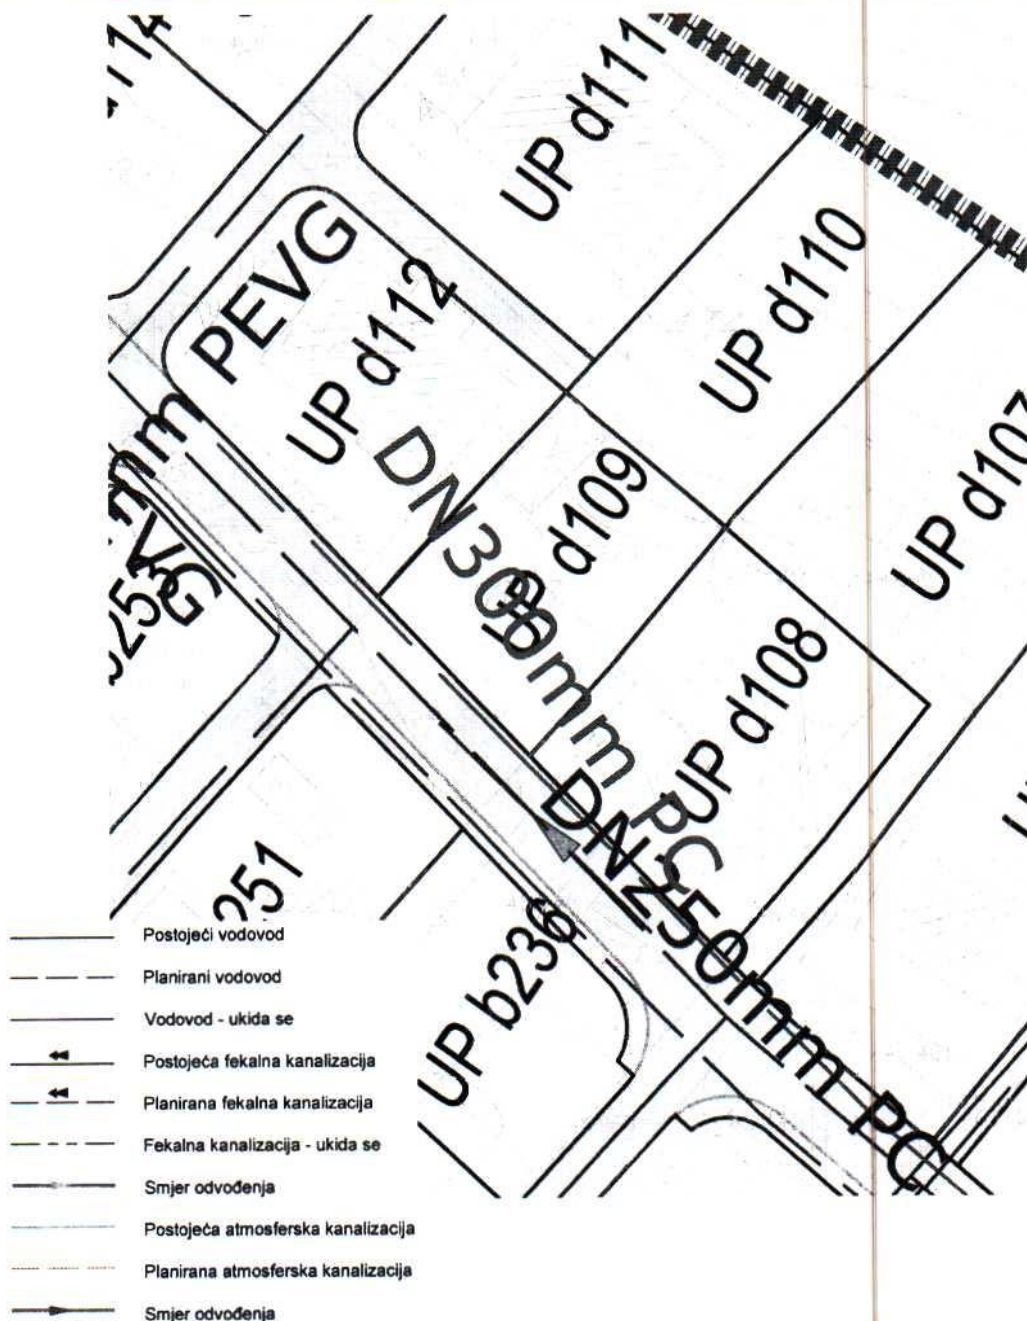 UP d111
PEVG
UP d112
UP d110
UP d109
UP d107
DN300mm PC
UP d108
DN250mm PC
UP b236
Postojeći vodovod
Planirani vodovod
Vodovod - ukida se
Postojeća fekalna kanalizacija
Planirana fekalna kanalizacija
Fekalna kanalizacija - ukida se
Smjer odvođenja
Postojeća atmosferska kanalizacija
Planirana atmosferska kanalizacija
Smjer odvođenja